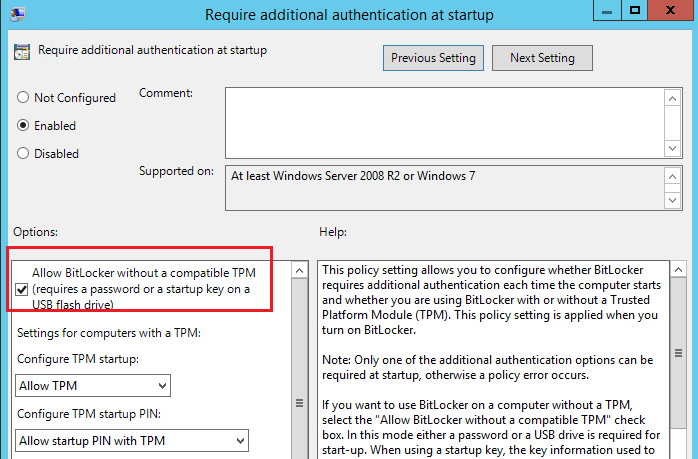 Require additional authentication at startup
X
Require additional authentication at startup
Previous Setting
Next Setting
Not Configured
Comment:
Enabled
Disabled
Supported on:
At least Windows Server 2008 R2 or Windows 7
Options:
Help:
Allow BitLocker without a compatible TPM
(requires a password or a startup key on a
USB flash drive)
Settings for computers with a TPM:
Configure TPM startup:
Allow TPM
Configure TPM startup PIN:
Allow startup PIN with TPM
This policy setting allows you to configure whether BitLocker
requires additional authentication each time the computer starts
and whether you are using BitLocker with or without a Trusted
Platform Module (TPM). This policy setting is applied when you
turn on BitLocker.
Note: Only one of the additional authentication options can be
required at startup, otherwise a policy error occurs.
If you want to use BitLocker on a computer without a TPM,
select the "Allow BitLocker without a compatible TPM" check
box. In this mode either a password or a USB drive is required for
start-up. When using a startup key, the key information used to